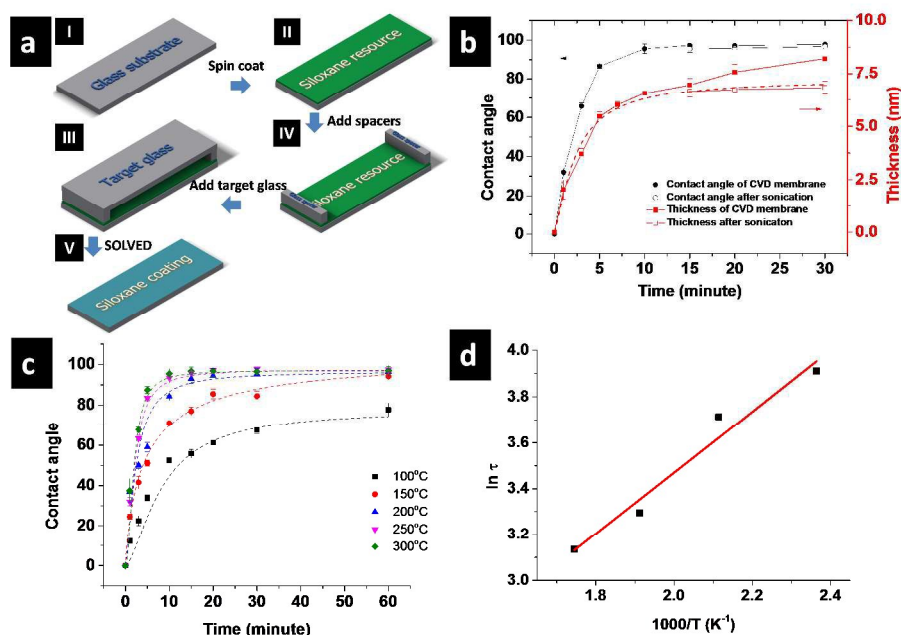 a
I
Glass substrate
Spin coat
II
Siloxane resource
Add spacers
III
Target glass
Add target glass
IV
Siloxane resource
V
SOLVED
Siloxane coating
b
Contact angle
100
80
60
40
20
0
10.0
7.5
5.0
2.5
0.0
Thickness (nm)
Contact angle of CVD membrane
Contact angle after sonication
Thickness of CVD membrane
Thickness after sonicaton
0 5 10 15 20 25 30
Time (minute)
c
Contact angle
100
80
60
40
20
0
100°C
150°C
200°C
250°C
300°C
0 10 20 30 40 50 60
Time (minute)
d
ln τ
4.0
3.8
3.6
3.4
3.2
3.0
1.8 2.0 2.2 2.4
1000/T (K⁻¹)